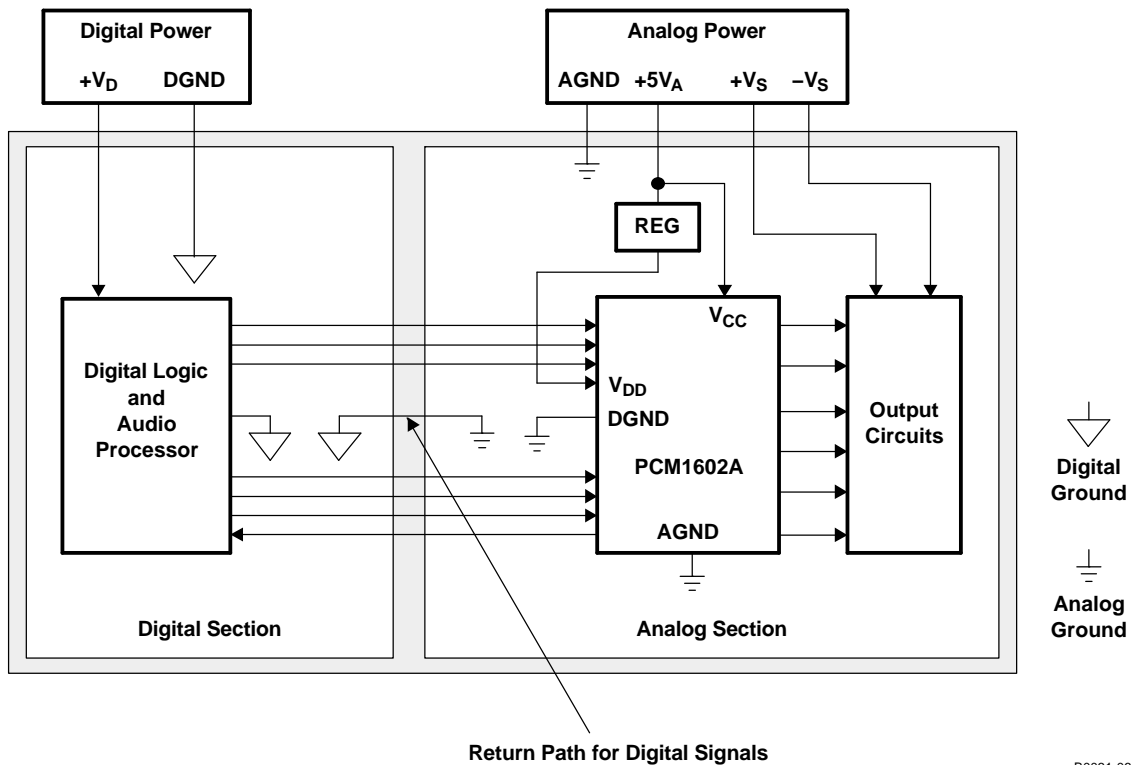 Digital Power
+VD DGND
Analog Power
AGND +5VA +VS –VS
REG
VCC
VDD
DGND
PCM1602A
AGND
Digital Logic
and
Audio
Processor
Output
Circuits
Digital
Ground
Analog
Ground
Digital Section
Analog Section
Return Path for Digital Signals